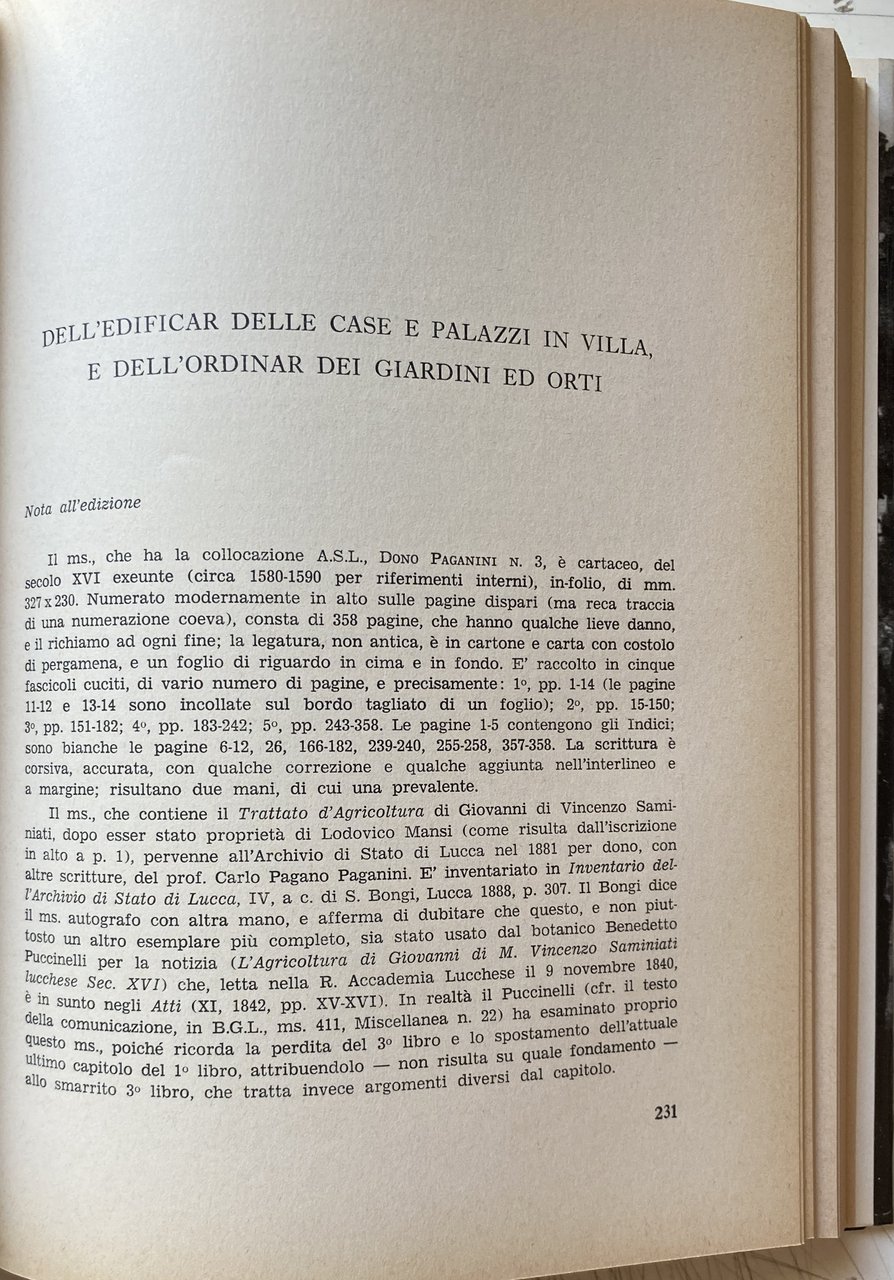 DELL'EDIFICAR DELLE CASE E PALAZZI IN VILLA,
E DELL'ORDINAR DEI GIARDINI ED ORTI
Nota all'edizione
Il ms., che ha la collocazione A.S.L., DONO PAGANINI N. 3, è cartaceo, del
secolo XVI exeunte (circa 1580-1590 per riferimenti interni), in-folio, di mm.
327x230. Numerato modernamente in alto sulle pagine dispari (ma reca traccia
di una numerazione coeva), consta di 358 pagine, che hanno qualche lieve danno,
e il richiamo ad ogni fine; la legatura, non antica, è in cartone e carta con costolo
di pergamena, e un foglio di riguardo in cima e in fondo. E' raccolto in cinque
fascicoli cuciti, di vario numero di pagine, e precisamente: 1º, pp. 1-14 (le pagine
11-12 e 13-14 sono incollate sul bordo tagliato di un foglio); 2º, pp. 15-150;
3º, pp. 151-182; 4º, pp. 183-242; 5º, pp. 243-358. Le pagine 1-5 contengono gli Indici;
sono bianche le pagine 6-12, 26, 166-182, 239-240, 255-258, 357-358. La scrittura è
corsiva, accurata, con qualche correzione e qualche aggiunta nell'interlineo e
a margine; risultano due mani, di cui una prevalente.
Il ms., che contiene il Trattato d'Agricoltura di Giovanni di Vincenzo Sami-
niati, dopo esser stato proprietà di Lodovico Mansi (come risulta dall'iscrizione
in alto a p. 1), pervenne all'Archivio di Stato di Lucca nel 1881 per dono, con
altre scritture, del prof. Carlo Pagano Paganini. E' inventariato in Inventario del-
l'Archivio di Stato di Lucca, IV, a c. di S. Bongi, Lucca 1888, p. 307. Il Bongi dice
il ms. autografo con altra mano, e afferma di dubitare che questo, e non piut-
tosto un altro esemplare più completo, sia stato usato dal botanico Benedetto
Puccinelli per la notizia (L'Agricoltura di Giovanni di M. Vincenzo Saminiati
lucchese Sec. XVI) che, letta nella R. Accademia Lucchese il 9 novembre 1840,
è in sunto negli Atti (XI, 1842, pp. XV-XVI). In realtà il Puccinelli (cfr. il testo
della comunicazione, in B.G.L., ms. 411, Miscellanea n. 22) ha esaminato proprio
questo ms., poiché ricorda la perdita del 3º libro e lo spostamento dell'attuale
ultimo capitolo del 1º libro, attribuendolo — non risulta su quale fondamento —
allo smarrito 3º libro, che tratta invece argomenti diversi dal capitolo.
231